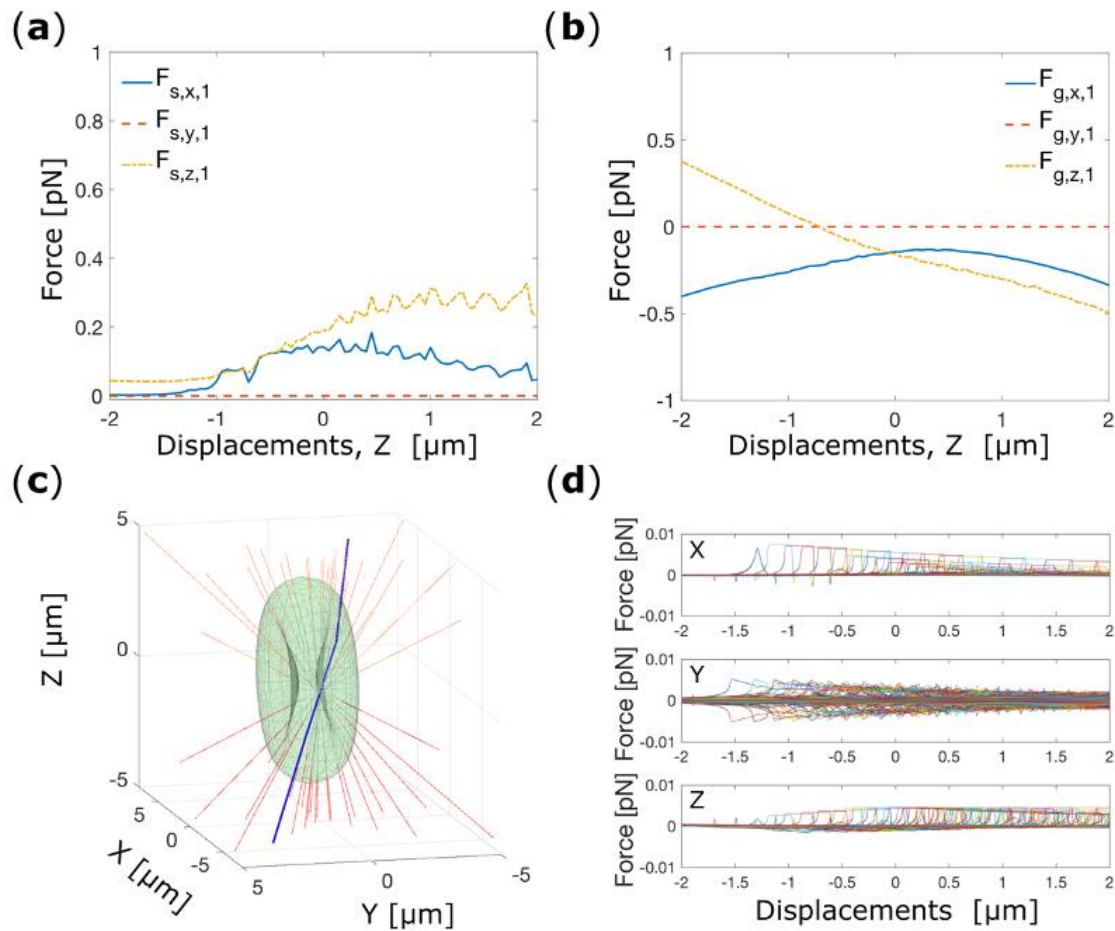 (a)
1
0.8
0.6
0.4
0.2
0
Force [pN]
F s,x,1
F s,y,1
F s,z,1
-2 -1 0 1 2
Displacements, Z [μm]
(b)
1
0.5
0
-0.5
-1
Force [pN]
F g,x,1
F g,y,1
F g,z,1
-2 -1 0 1 2
Displacements, Z [μm]
(c)
5
0
-5
Z [μm]
5
0
-5
X [μm]
5 0 -5
Y [μm]
(d)
Force [pN]
0.01
0
-0.01
X
-2 -1.5 -1 -0.5 0 0.5 1 1.5 2
Force [pN]
0.01
0
-0.01
Y
-2 -1.5 -1 -0.5 0 0.5 1 1.5 2
Force [pN]
0.01
0
-0.01
Z
-2 -1.5 -1 -0.5 0 0.5 1 1.5 2
Displacements [μm]